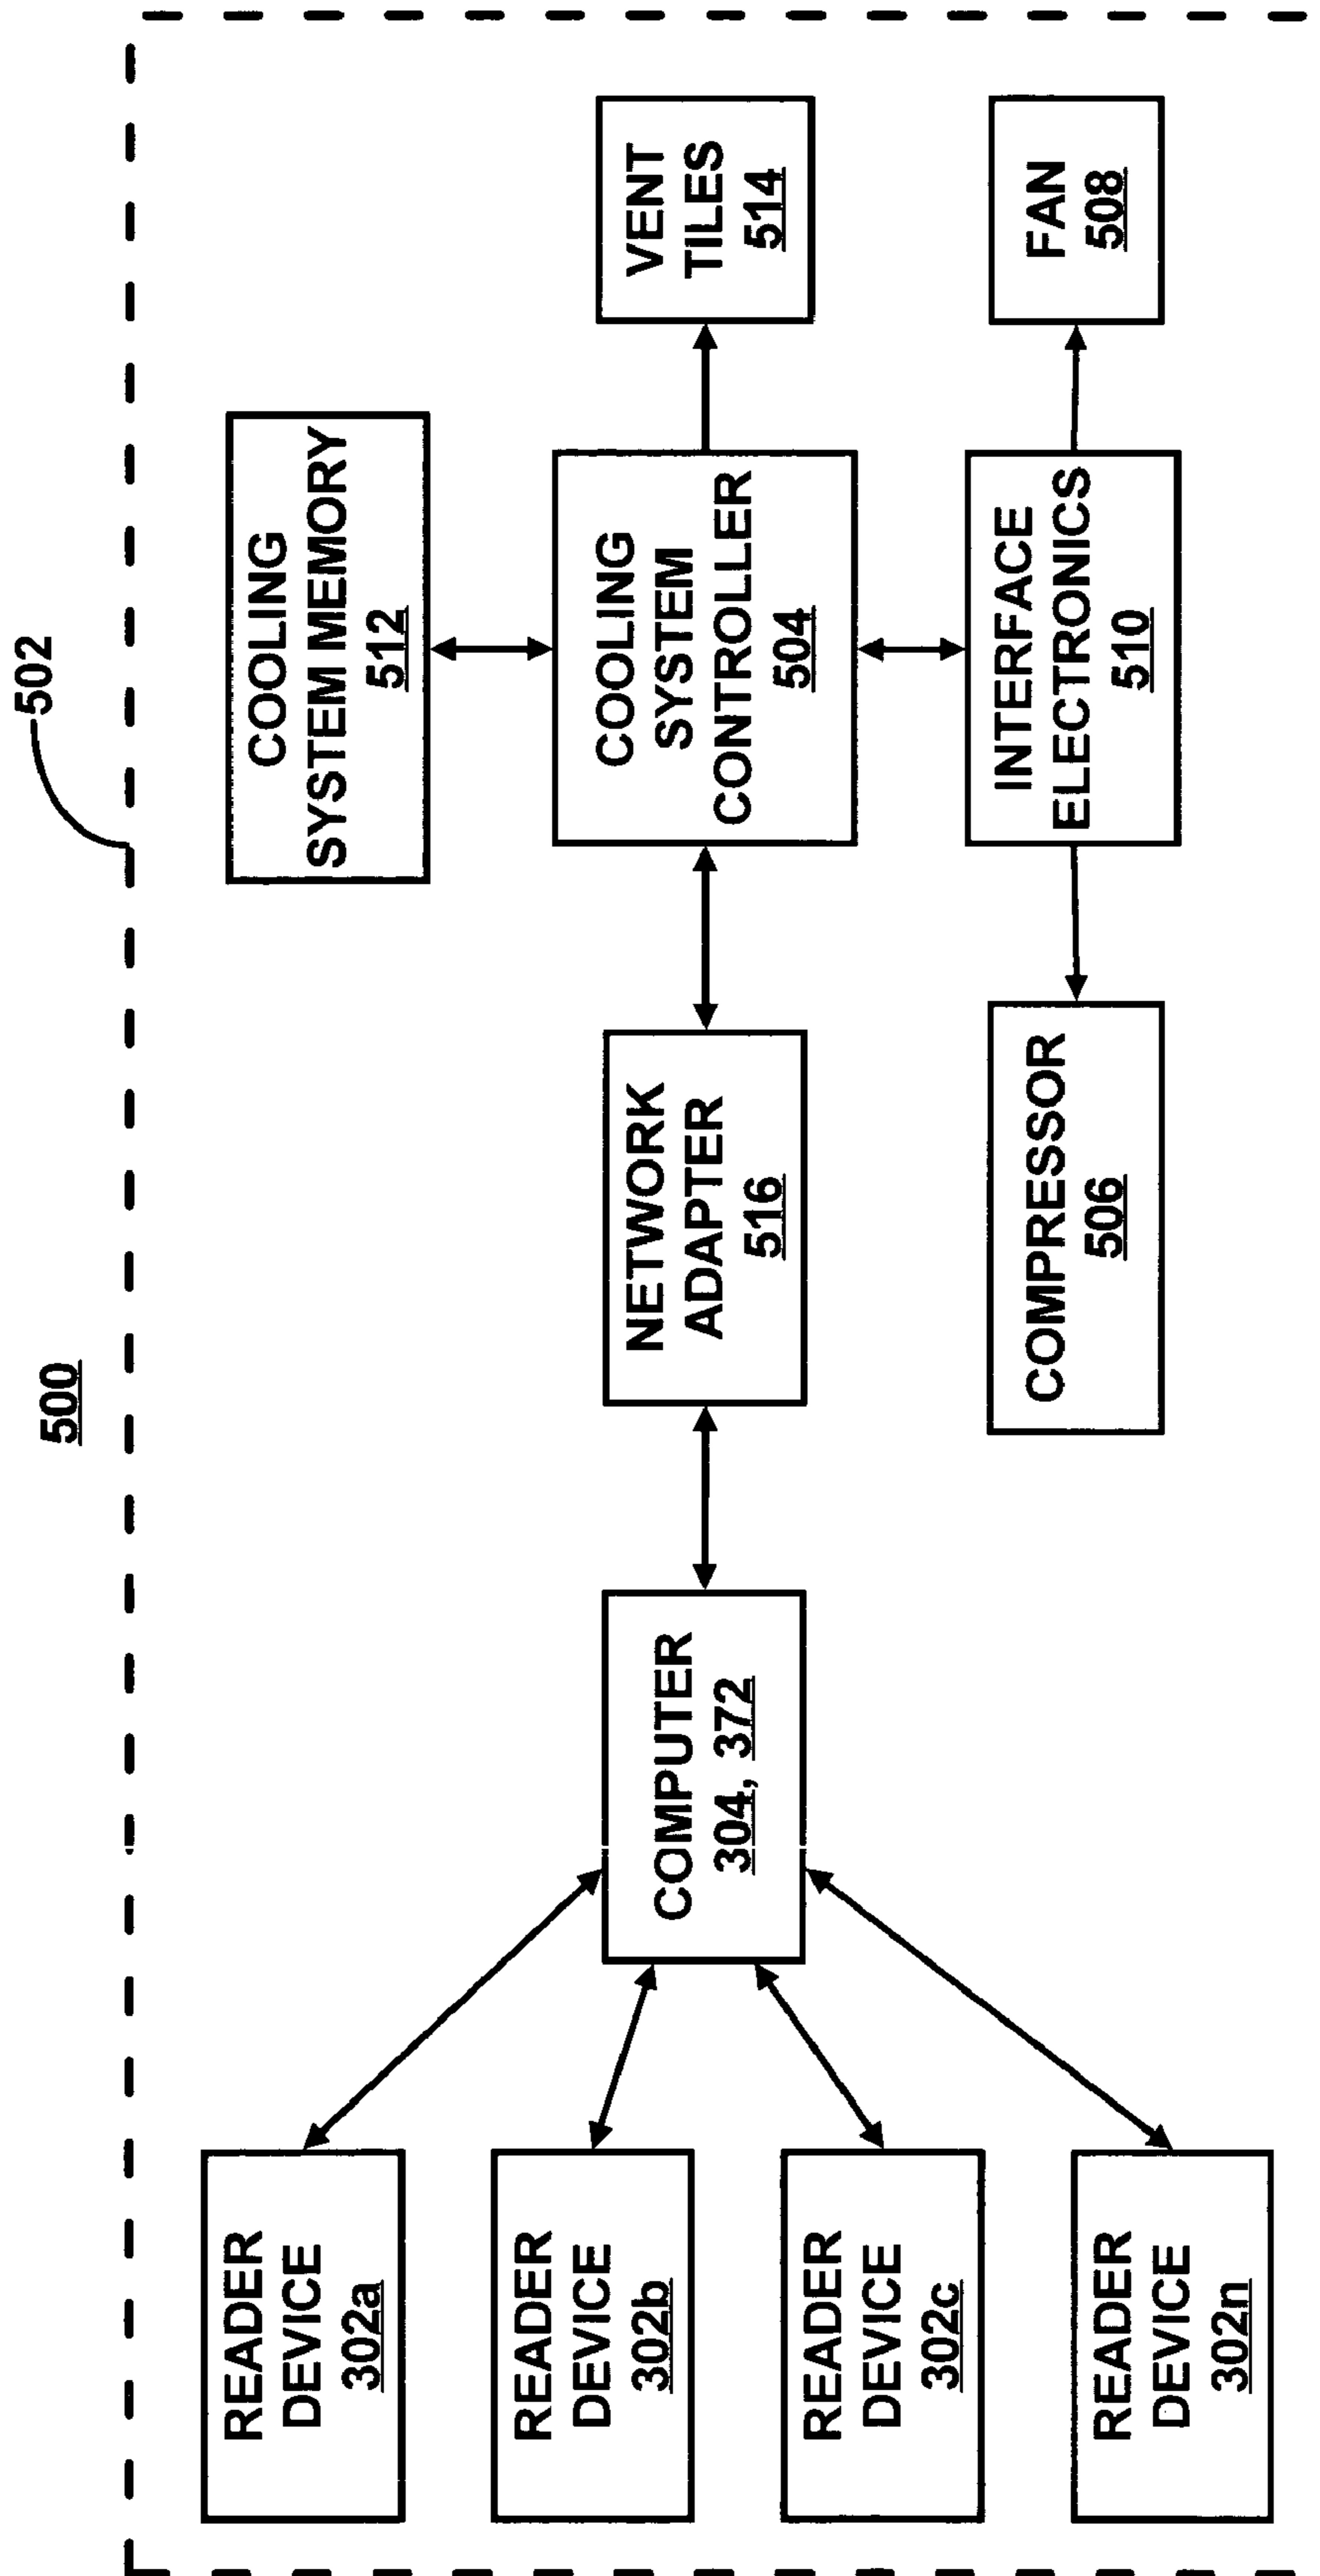 500
502
READER
DEVICE
302a
READER
DEVICE
302b
READER
DEVICE
302c
READER
DEVICE
302n
COMPUTER
304, 372
NETWORK
ADAPTER
516
COMPRESSOR
506
COOLING
SYSTEM MEMORY
512
COOLING
SYSTEM
CONTROLLER
504
INTERFACE
ELECTRONICS
510
VENT
TILES
514
FAN
508